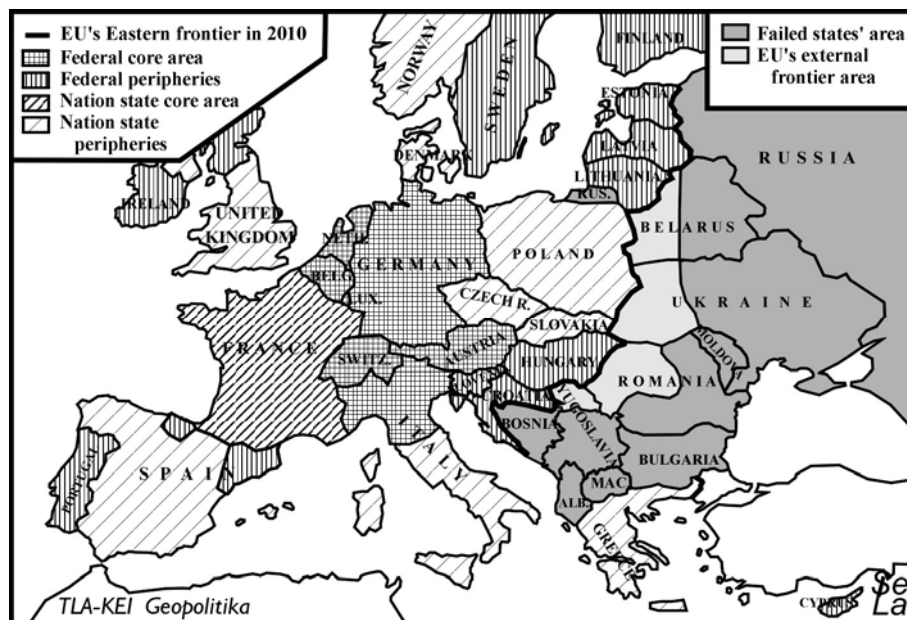 EU's Eastern frontier in 2010
Federal core area
Federal peripheries
Nation state core area
Nation state
peripheries
Failed states' area
EU's external
frontier area
NORWAY
SWEDEN
FINLAND
ESTONIA
LATVIA
LITHUANIA
RUS.
RUSSIA
DENMARK
IRELAND
UNITED
KINGDOM
NETH.
BELG.
LUX.
GERMANY
POLAND
BELARUS
UKRAINE
CZECH R.
SLOVAKIA
MOLDOVA
FRANCE
SWITZ.
AUSTRIA
HUNGARY
ROMANIA
CROATIA
BOSNIA
YUGOSLAVIA
BULGARIA
MAC.
ALB.
ITALY
SPAIN
PORTUGAL
GREECE
CYPRUS
TLA-KEI Geopolitika
Se
La